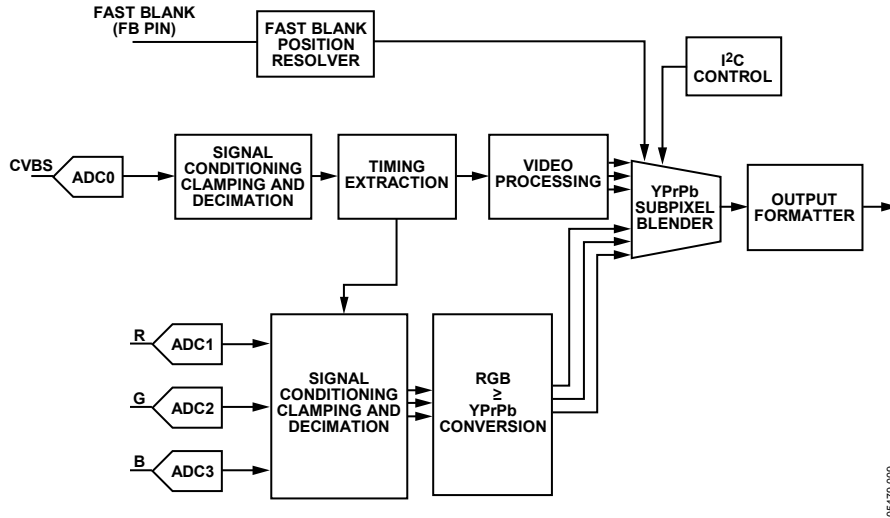 FAST BLANK
(FB PIN)
FAST BLANK
POSITION
RESOLVER
I2C
CONTROL
CVBS
ADC0
SIGNAL
CONDITIONING
CLAMPING AND
DECIMATION
TIMING
EXTRACTION
VIDEO
PROCESSING
YPrPb
SUBPIXEL
BLENDER
OUTPUT
FORMATTER
R
ADC1
G
ADC2
B
ADC3
SIGNAL
CONDITIONING
CLAMPING AND
DECIMATION
RGB
≥
YPrPb
CONVERSION